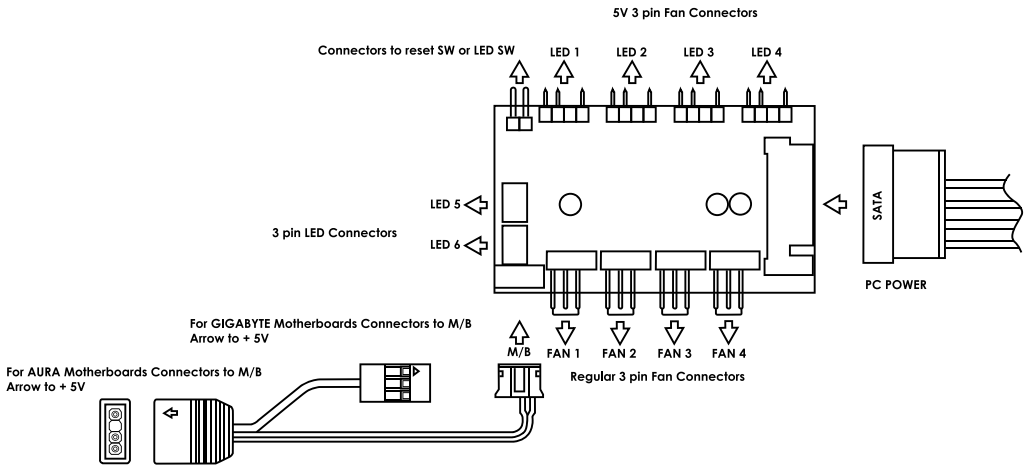 5V 3 pin Fan Connectors
Connectors to reset SW or LED SW
LED 1
LED 2
LED 3
LED 4
LED 5
SATA
3 pin LED Connectors
LED 6
PC POWER
For GIGABYTE Motherboards Connectors to M/B
Arrow to + 5V
M/B
FAN 1
FAN 2
FAN 3
FAN 4
For AURA Motherboards Connectors to M/B
Arrow to + 5V
Regular 3 pin Fan Connectors